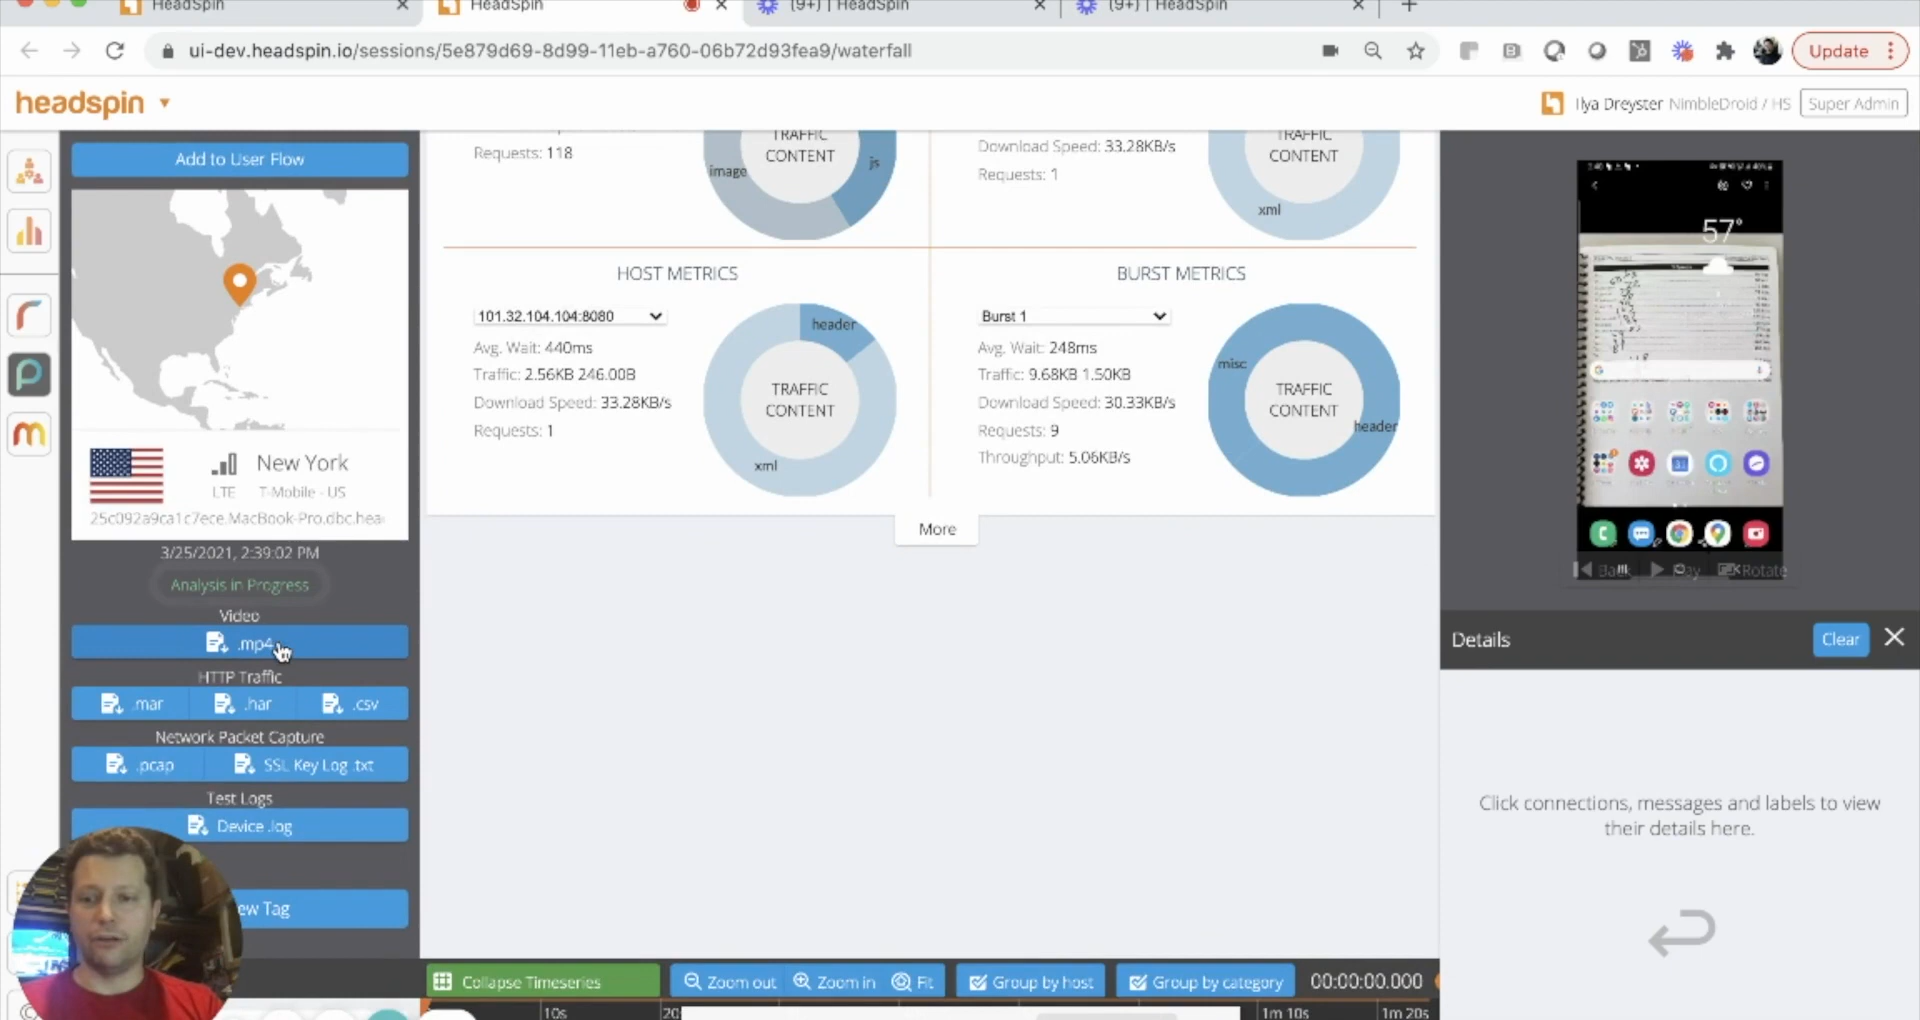 HeadSpin
HeadSpin
(9+) | HeadSpin
(9+) | HeadSpin
ui-dev.headspin.io/sessions/5e879d69-8d99-11eb-a760-06b72d93fea9/waterfall
Update
headspin
Ilya Dreyster NimbleDroid / HS
Super Admin
Add to User Flow
New York
LTE T-Mobile - US
25c092a9ca1c7ece.MacBook-Pro.dbc.hea
3/25/2021, 2:39:02 PM
Analysis in Progress
Video
.mp4
HTTP Traffic
.mar .har .csv
Network Packet Capture
.pcap SSL Key Log .txt
Test Logs
Device .log
ew Tag
Requests: 118
TRAFFIC
CONTENT
image
js
Download Speed: 33.28KB/s
Requests: 1
TRAFFIC
CONTENT
xml
HOST METRICS
101.32.104.104:8080
Avg. Wait: 440ms
Traffic: 2.56KB 246.00B
Download Speed: 33.28KB/s
Requests: 1
header
TRAFFIC
CONTENT
xml
BURST METRICS
Burst 1
Avg. Wait: 248ms
Traffic: 9.68KB 1.50KB
Download Speed: 30.33KB/s
Requests: 9
Throughput: 5.06KB/s
misc
TRAFFIC
CONTENT
header
More
57°
Back Play Rotate
Details
Clear
Click connections, messages and labels to view
their details here.
Collapse Timeseries
Zoom out Zoom in Fit
Group by host
Group by category
00:00:00.000
10s 20s 1m 10s 1m 20s